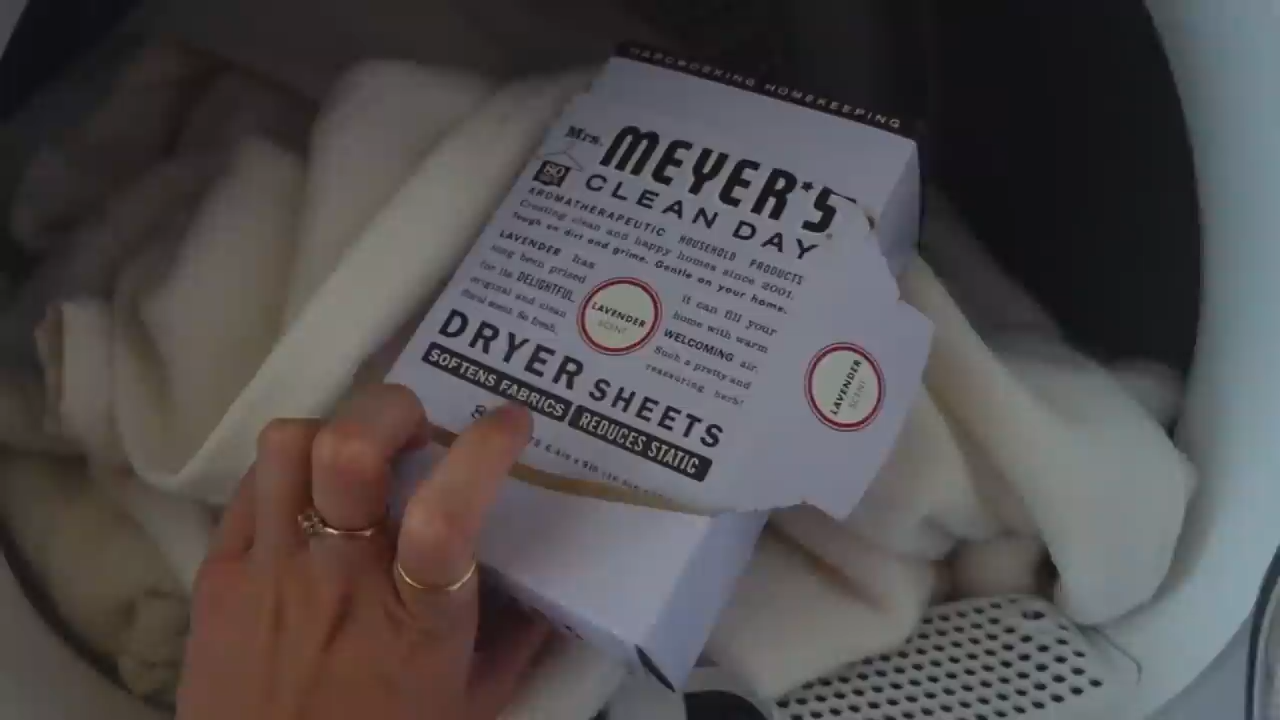 HARDWORKING HOMEKEEPING
Mrs. MEYER'S
CLEAN DAY
80
AROMATHERAPEUTIC HOUSEHOLD PRODUCTS
Creating clean and happy homes since 2001.
Tough on dirt and grime. Gentle on your home.
LAVENDER has
long been prized
for its DELIGHTFUL,
original and clean
floral scent. So fresh,
LAVENDER
SCENT
it can fill your
home with warm
WELCOMING air.
Such a pretty and
reassuring herb!
LAVENDER
SCENT
DRYER SHEETS
SOFTENS FABRICS REDUCES STATIC